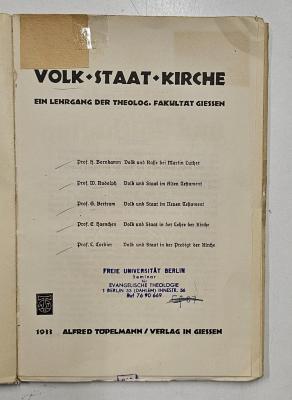 VOLK • STAAT • KIRCHE
EIN LEHRGANG DER THEOLOG. FAKULTÄT GIESSEN
Prof. H. Bornkamm Volk und Rasse bei Martin Luther
Prof. W. Rudolph Volk und Staat im Alten Testament
Prof. G. Bertram Volk und Staat im Neuen Testament
Prof. E. Haenchen Volk und Staat in der Lehre der Kirche
Prof. L. Cordier Volk und Staat in der Predigt der Kirche
FREIE UNIVERSITÄT BERLIN
Seminar
für
EVANGELISCHE THEOLOGIE
1 BERLIN 33 (DAHLEM) IHNESTR. 56
Ruf 76 90 669
1933 ALFRED TÖPELMANN / VERLAG IN GIESSEN